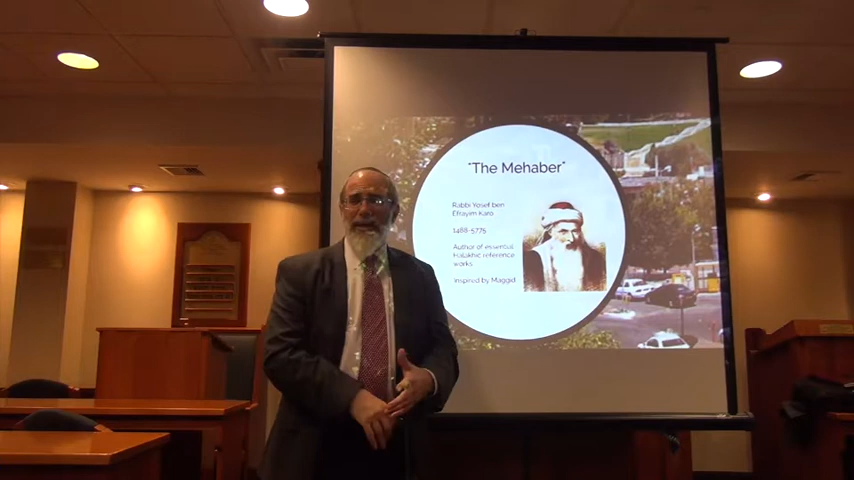 "The Mehaber"
Rabbi Yosef ben
Efrayim Karo
1488-5775
Author of essential
Halakhic reference
works
Inspired by Maggid